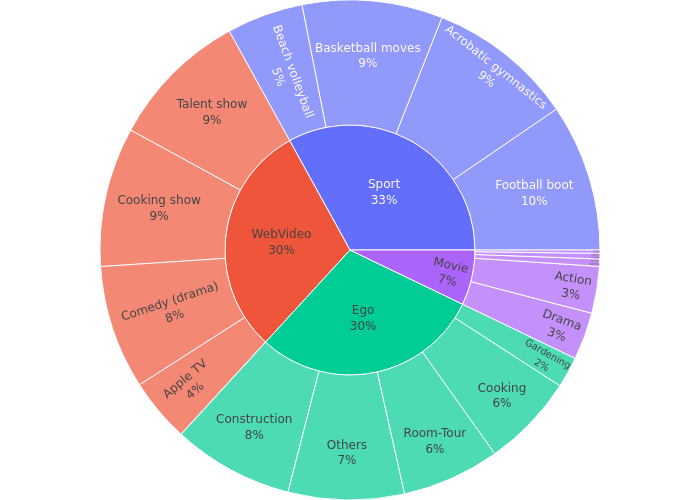 Sport
33%
Football boot
10%
Acrobatic gymnastics
9%
Basketball moves
9%
Beach volleyball
5%
WebVideo
30%
Talent show
9%
Cooking show
9%
Comedy (drama)
8%
Apple TV
4%
Ego
30%
Construction
8%
Others
7%
Room-Tour
6%
Cooking
6%
Gardening
2%
Movie
7%
Drama
3%
Action
3%